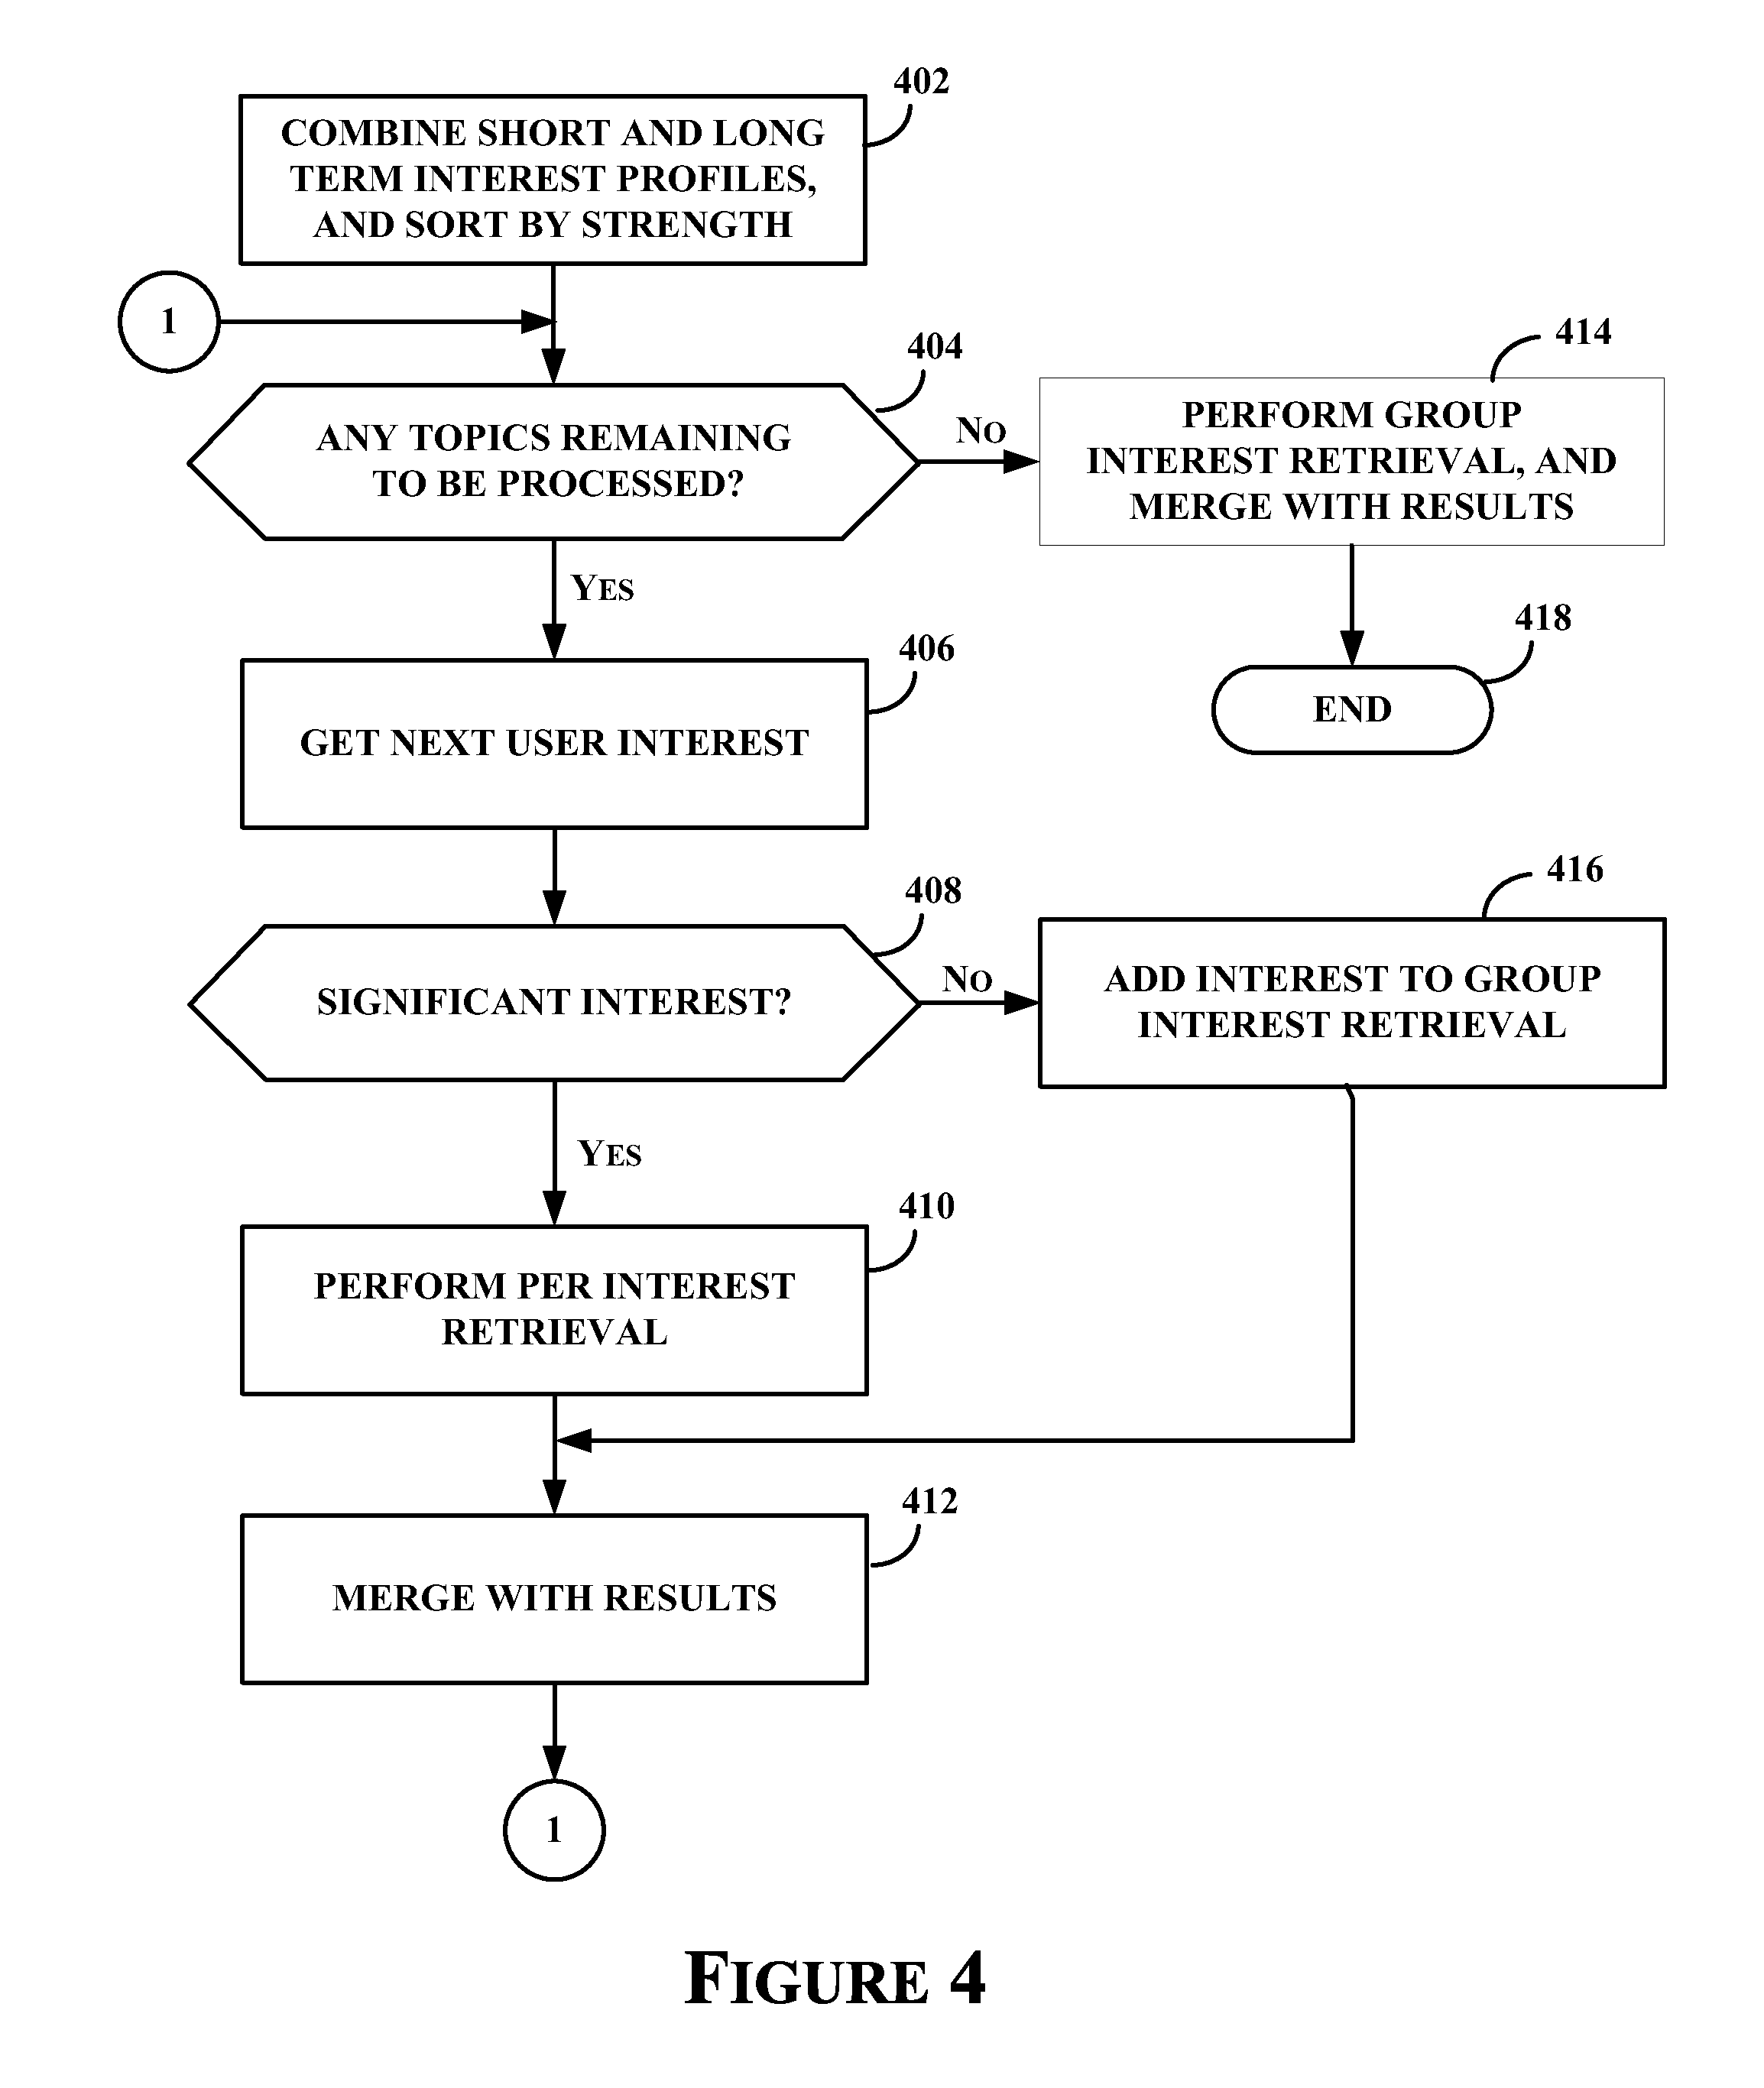 402
COMBINE SHORT AND LONG
TERM INTEREST PROFILES,
AND SORT BY STRENGTH
1
404
ANY TOPICS REMAINING
TO BE PROCESSED?
NO
414
PERFORM GROUP
INTEREST RETRIEVAL, AND
MERGE WITH RESULTS
YES
418
END
406
GET NEXT USER INTEREST
408
SIGNIFICANT INTEREST?
NO
416
ADD INTEREST TO GROUP
INTEREST RETRIEVAL
YES
410
PERFORM PER INTEREST
RETRIEVAL
412
MERGE WITH RESULTS
1
FIGURE 4